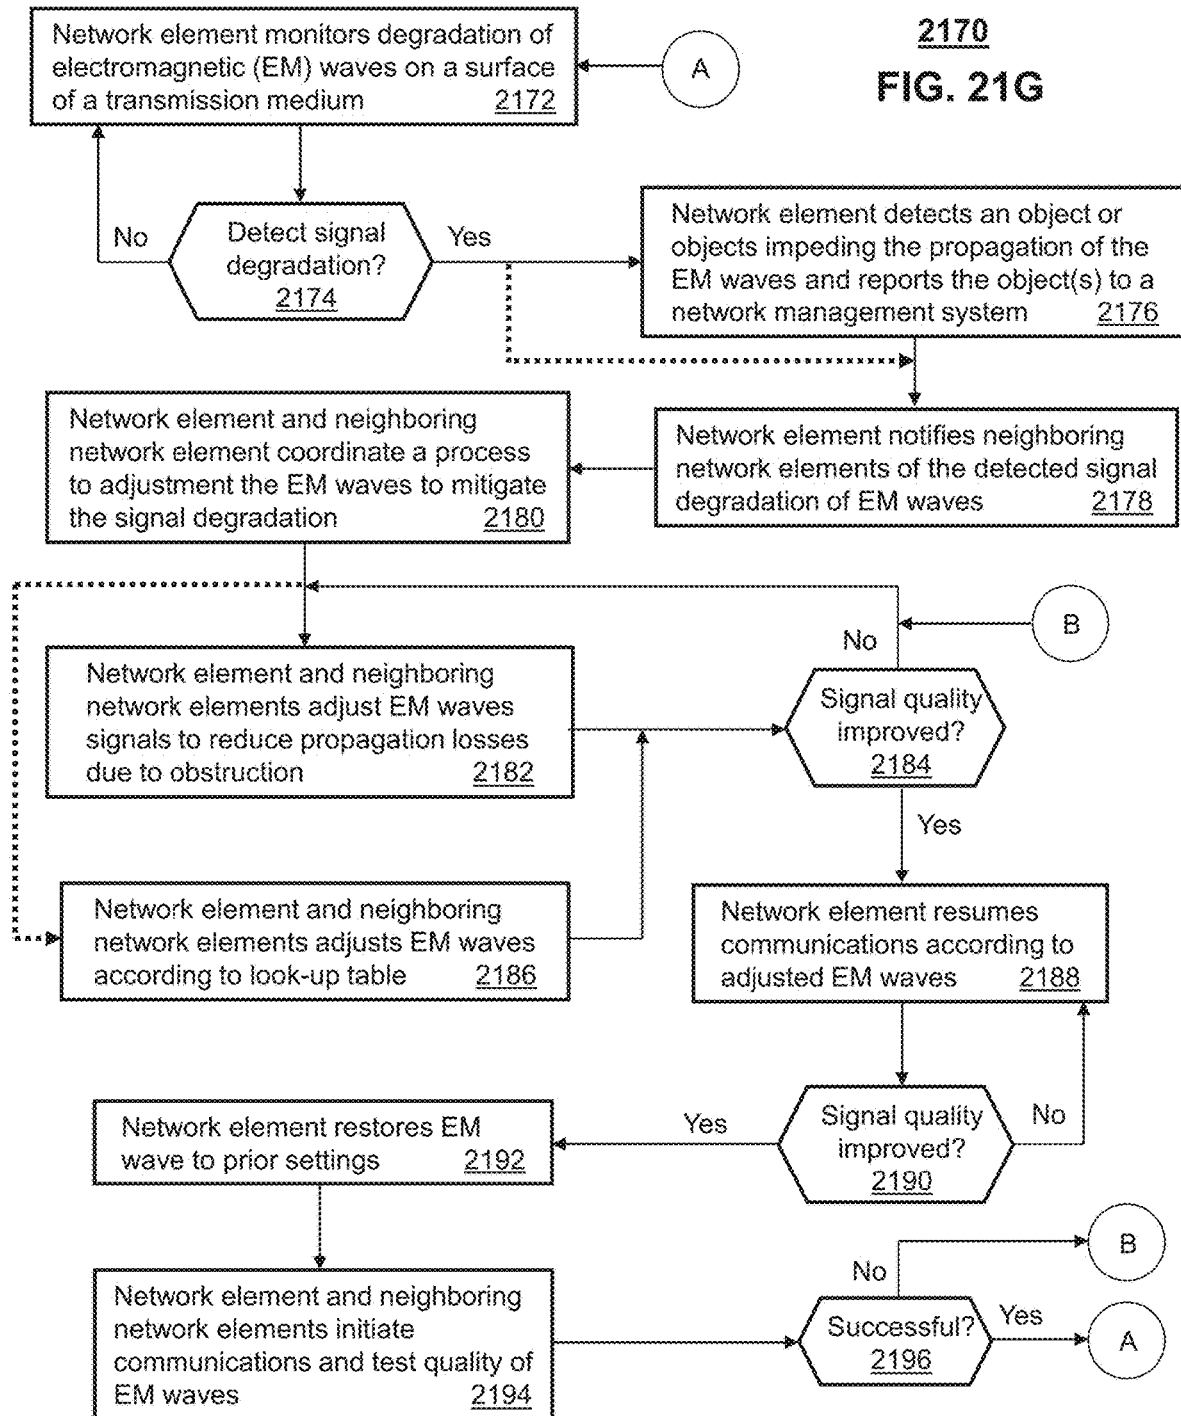 2170
FIG. 21G
Network element monitors degradation of
electromagnetic (EM) waves on a surface
of a transmission medium 2172
A
No
Detect signal
degradation?
2174
Yes
Network element detects an object or
objects impeding the propagation of the
EM waves and reports the object(s) to a
network management system 2176
Network element and neighboring
network element coordinate a process
to adjustment the EM waves to mitigate
the signal degradation 2180
Network element notifies neighboring
network elements of the detected signal
degradation of EM waves 2178
B
No
Network element and neighboring
network elements adjust EM waves
signals to reduce propagation losses
due to obstruction 2182
Signal quality
improved?
2184
Yes
Network element and neighboring
network elements adjusts EM waves
according to look-up table 2186
Network element resumes
communications according to
adjusted EM waves 2188
Signal quality
improved?
2190
No
Yes
Network element restores EM
wave to prior settings 2192
Network element and neighboring
network elements initiate
communications and test quality of
EM waves 2194
Successful?
2196
No
B
Yes
A